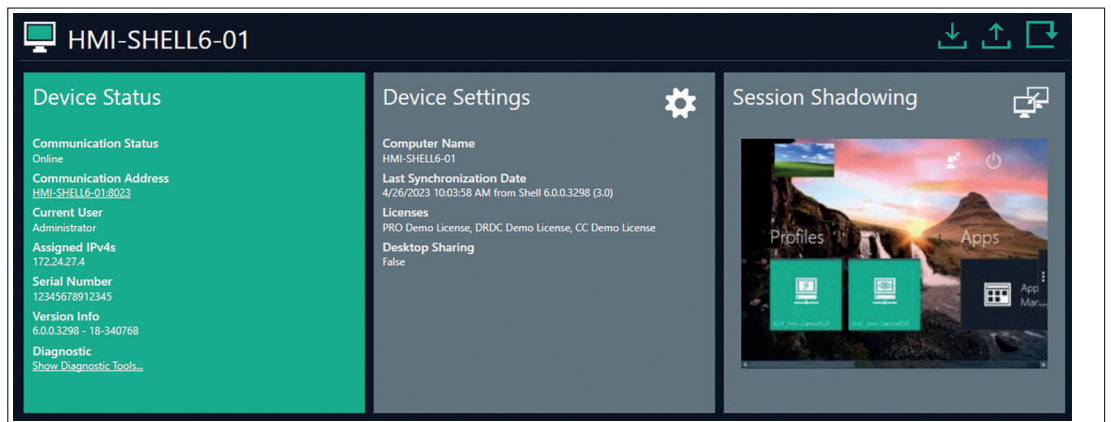 HMI-SHELL6-01
Device Status
Communication Status
Online
Communication Address
HMI-SHELL6-01:8023
Current User
Administrator
Assigned IPv4s
172.24.27.4
Serial Number
12345678912345
Version Info
6.0.0.3298 - 18-34076B
Diagnostic
Show Diagnostic Tools...
Device Settings
Computer Name
HMI-SHELL6-01
Last Synchronization Date
4/26/2023 10:03:58 AM from Shell 6.0.0.3298 (3.0)
Licenses
PRO Demo License, DRDC Demo License, CC Demo License
Desktop Sharing
False
Session Shadowing
Profiles
Apps
App
Mar...